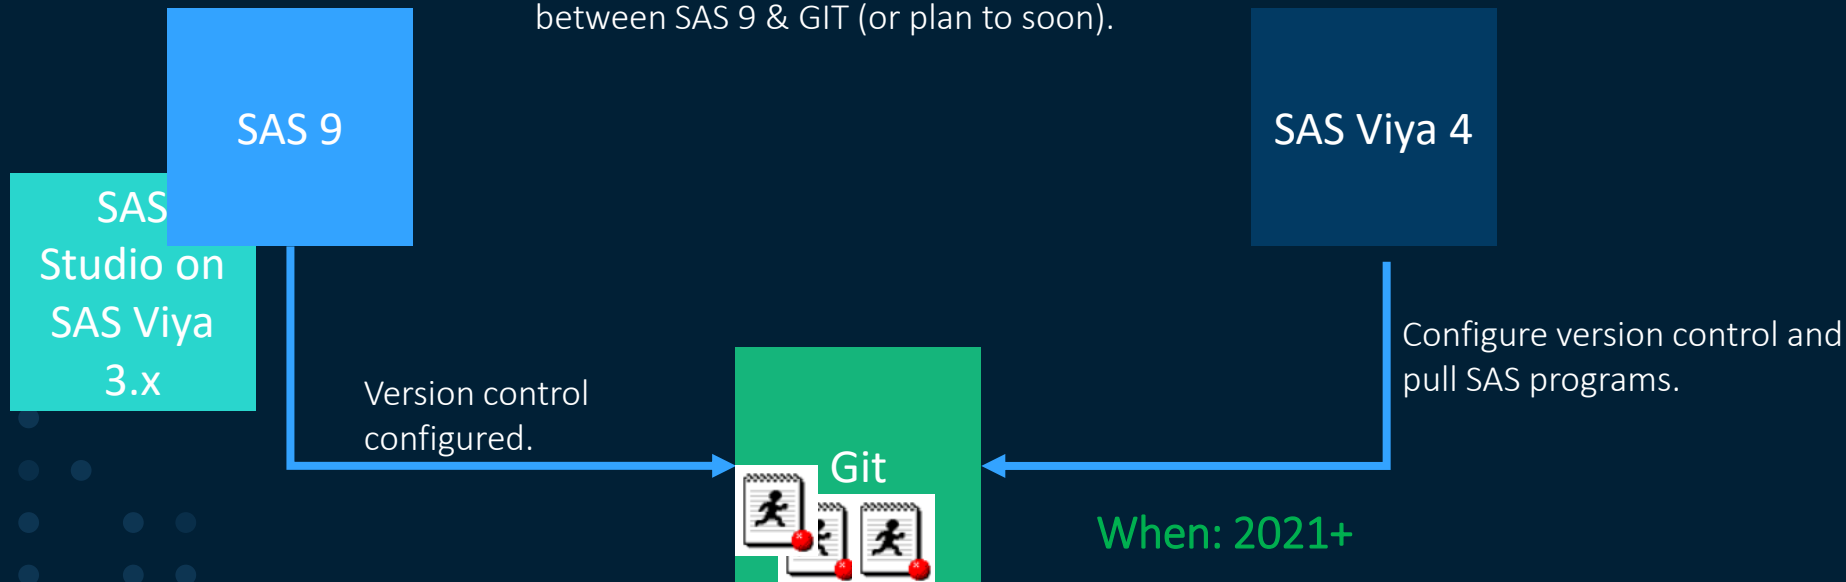 between SAS 9 & GIT (or plan to soon).
SAS 9
SAS Viya 4
SAS
Studio on
SAS Viya
3.x
Version control
configured.
Configure version control and
pull SAS programs.
Git
When: 2021+